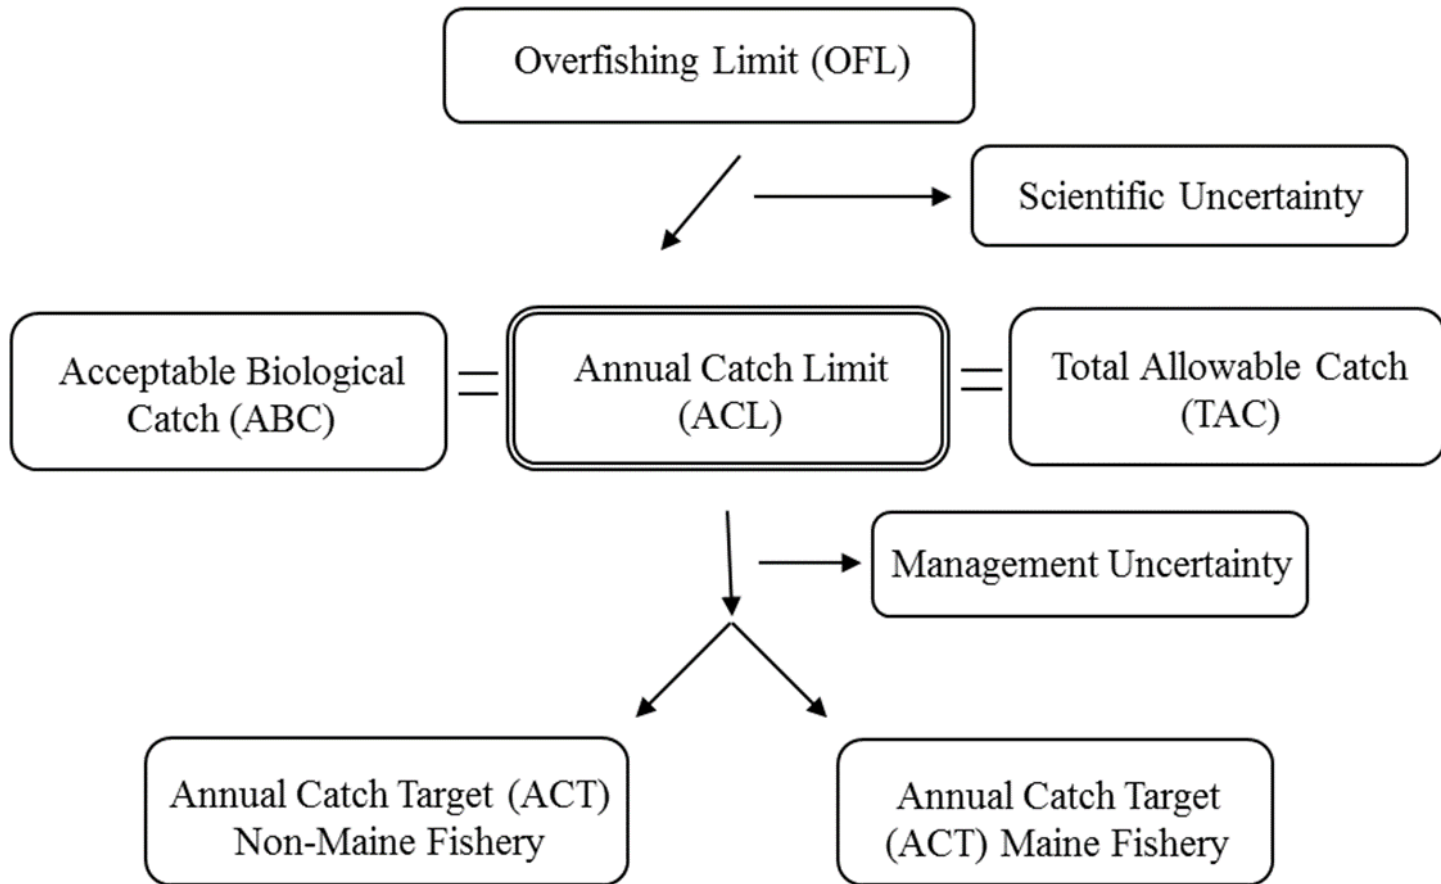 Overfishing Limit (OFL)
Scientific Uncertainty
Acceptable Biological
Catch (ABC)
=
Annual Catch Limit
(ACL)
=
Total Allowable Catch
(TAC)
Management Uncertainty
Annual Catch Target (ACT)
Non-Maine Fishery
Annual Catch Target
(ACT) Maine Fishery